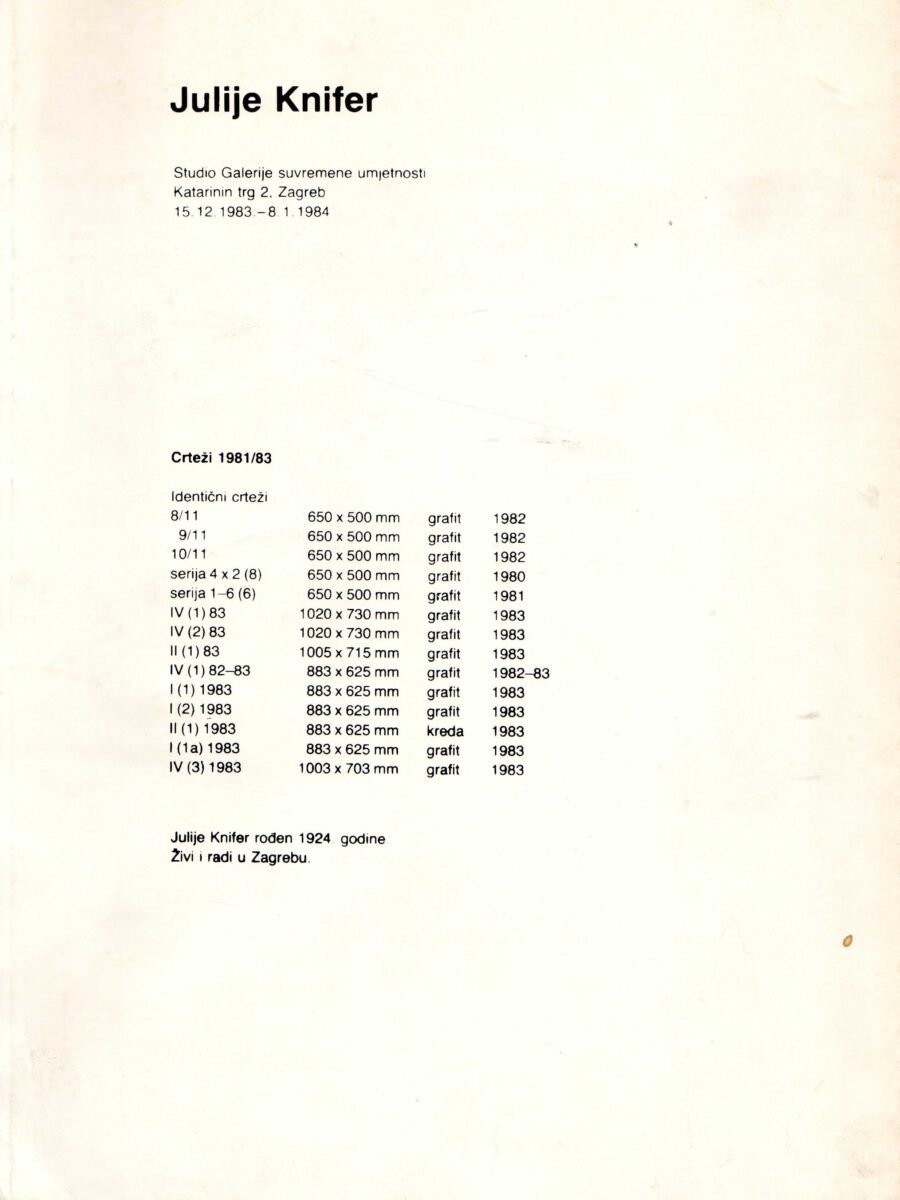 Julije Knifer
Studio Galerije suvremene umjetnosti
Katarinin trg 2, Zagreb
15. 12. 1983.–8. 1. 1984
Crteži 1981/83
Identični crteži
8/11 650 x 500 mm grafit 1982
9/11 650 x 500 mm grafit 1982
10/11 650 x 500 mm grafit 1982
serija 4 x 2 (8) 650 x 500 mm grafit 1980
serija 1–6 (6) 650 x 500 mm grafit 1981
IV (1) 83 1020 x 730 mm grafit 1983
IV (2) 83 1020 x 730 mm grafit 1983
II (1) 83 1005 x 715 mm grafit 1983
IV (1) 82–83 883 x 625 mm grafit 1982–83
I (1) 1983 883 x 625 mm grafit 1983
I (2) 1983 883 x 625 mm grafit 1983
II (1) 1983 883 x 625 mm kreda 1983
I (1a) 1983 883 x 625 mm grafit 1983
IV (3) 1983 1003 x 703 mm grafit 1983
Julije Knifer rođen 1924. godine
Živi i radi u Zagrebu.